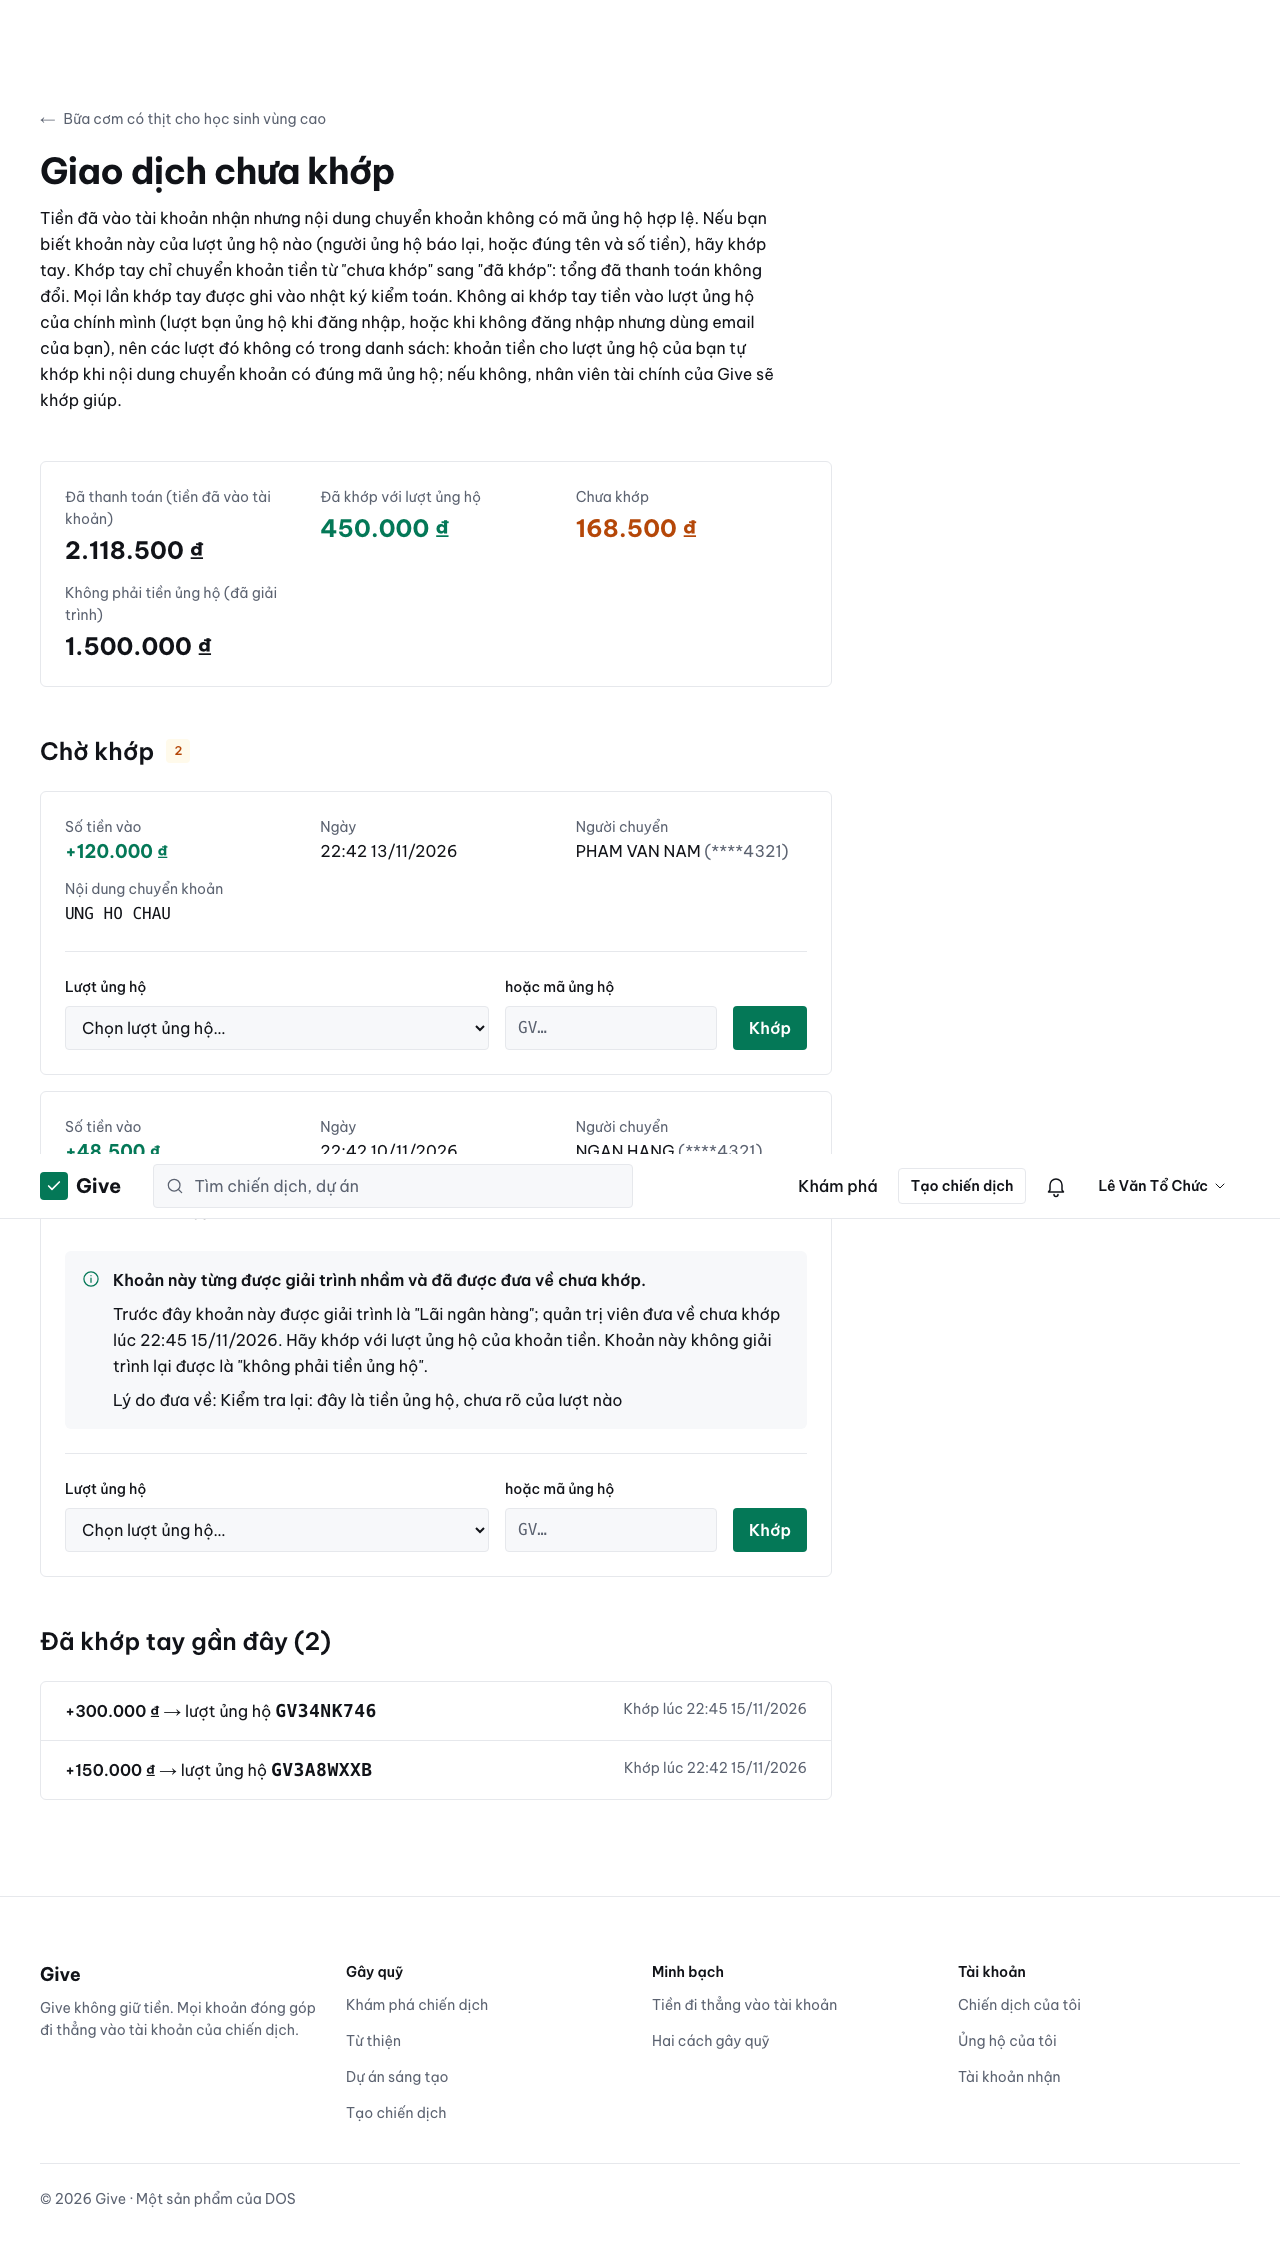 ← Bữa cơm có thịt cho học sinh vùng cao
Giao dịch chưa khớp
Tiền đã vào tài khoản nhận nhưng nội dung chuyển khoản không có mã ủng hộ hợp lệ. Nếu bạn
biết khoản này của lượt ủng hộ nào (người ủng hộ báo lại, hoặc đúng tên và số tiền), hãy khớp
tay. Khớp tay chỉ chuyển khoản tiền từ "chưa khớp" sang "đã khớp": tổng đã thanh toán không
đổi. Mọi lần khớp tay được ghi vào nhật ký kiểm toán. Không ai khớp tay tiền vào lượt ủng hộ
của chính mình (lượt bạn ủng hộ khi đăng nhập, hoặc khi không đăng nhập nhưng dùng email
của bạn), nên các lượt đó không có trong danh sách: khoản tiền cho lượt ủng hộ của bạn tự
khớp khi nội dung chuyển khoản có đúng mã ủng hộ; nếu không, nhân viên tài chính của Give sẽ
khớp giúp.
Đã thanh toán (tiền đã vào tài
khoản)
2.118.500 ₫
Đã khớp với lượt ủng hộ
450.000 ₫
Chưa khớp
168.500 ₫
Không phải tiền ủng hộ (đã giải
trình)
1.500.000 ₫
Chờ khớp 2
Số tiền vào
+120.000 ₫
Ngày
22:42 13/11/2026
Người chuyển
PHAM VAN NAM (****4321)
Nội dung chuyển khoản
UNG HO CHAU
Lượt ủng hộ
Chọn lượt ủng hộ...
hoặc mã ủng hộ
GV…
Khớp
Số tiền vào
+48.500 ₫
Ngày
22:42 10/11/2026
Người chuyển
NGAN HANG (****4321)
Give
Tìm chiến dịch, dự án
Khám phá
Tạo chiến dịch
Lê Văn Tổ Chức
Khoản này từng được giải trình nhầm và đã được đưa về chưa khớp.
Trước đây khoản này được giải trình là "Lãi ngân hàng"; quản trị viên đưa về chưa khớp
lúc 22:45 15/11/2026. Hãy khớp với lượt ủng hộ của khoản tiền. Khoản này không giải
trình lại được là "không phải tiền ủng hộ".
Lý do đưa về: Kiểm tra lại: đây là tiền ủng hộ, chưa rõ của lượt nào
Lượt ủng hộ
Chọn lượt ủng hộ...
hoặc mã ủng hộ
GV…
Khớp
Đã khớp tay gần đây (2)
+300.000 ₫ → lượt ủng hộ GV34NK746
Khớp lúc 22:45 15/11/2026
+150.000 ₫ → lượt ủng hộ GV3A8WXXB
Khớp lúc 22:42 15/11/2026
Give
Give không giữ tiền. Mọi khoản đóng góp
đi thẳng vào tài khoản của chiến dịch.
Gây quỹ
Khám phá chiến dịch
Từ thiện
Dự án sáng tạo
Tạo chiến dịch
Minh bạch
Tiền đi thẳng vào tài khoản
Hai cách gây quỹ
Tài khoản
Chiến dịch của tôi
Ủng hộ của tôi
Tài khoản nhận
© 2026 Give · Một sản phẩm của DOS